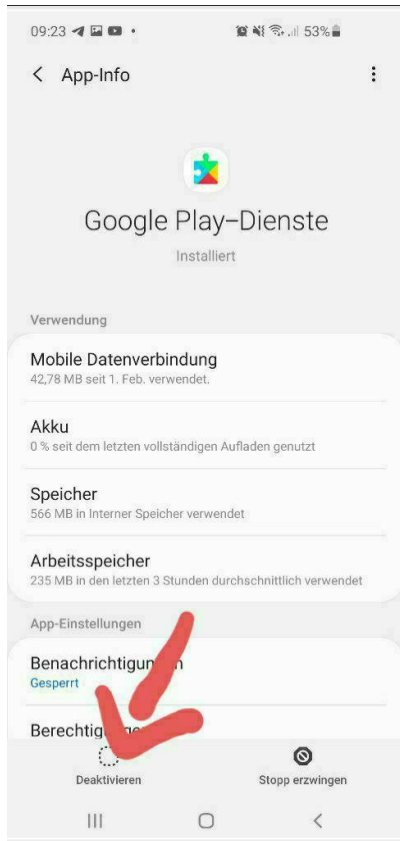 09:23
53%
App-Info
Google Play-Dienste
Installiert
Verwendung
Mobile Datenverbindung
42,78 MB seit 1. Feb. verwendet.
Akku
0 % seit dem letzten vollständigen Aufladen genutzt
Speicher
566 MB in Interner Speicher verwendet
Arbeitsspeicher
235 MB in den letzten 3 Stunden durchschnittlich verwendet
App-Einstellungen
Benachrichtigungen
Gesperrt
Deaktivieren
Stopp erzwingen